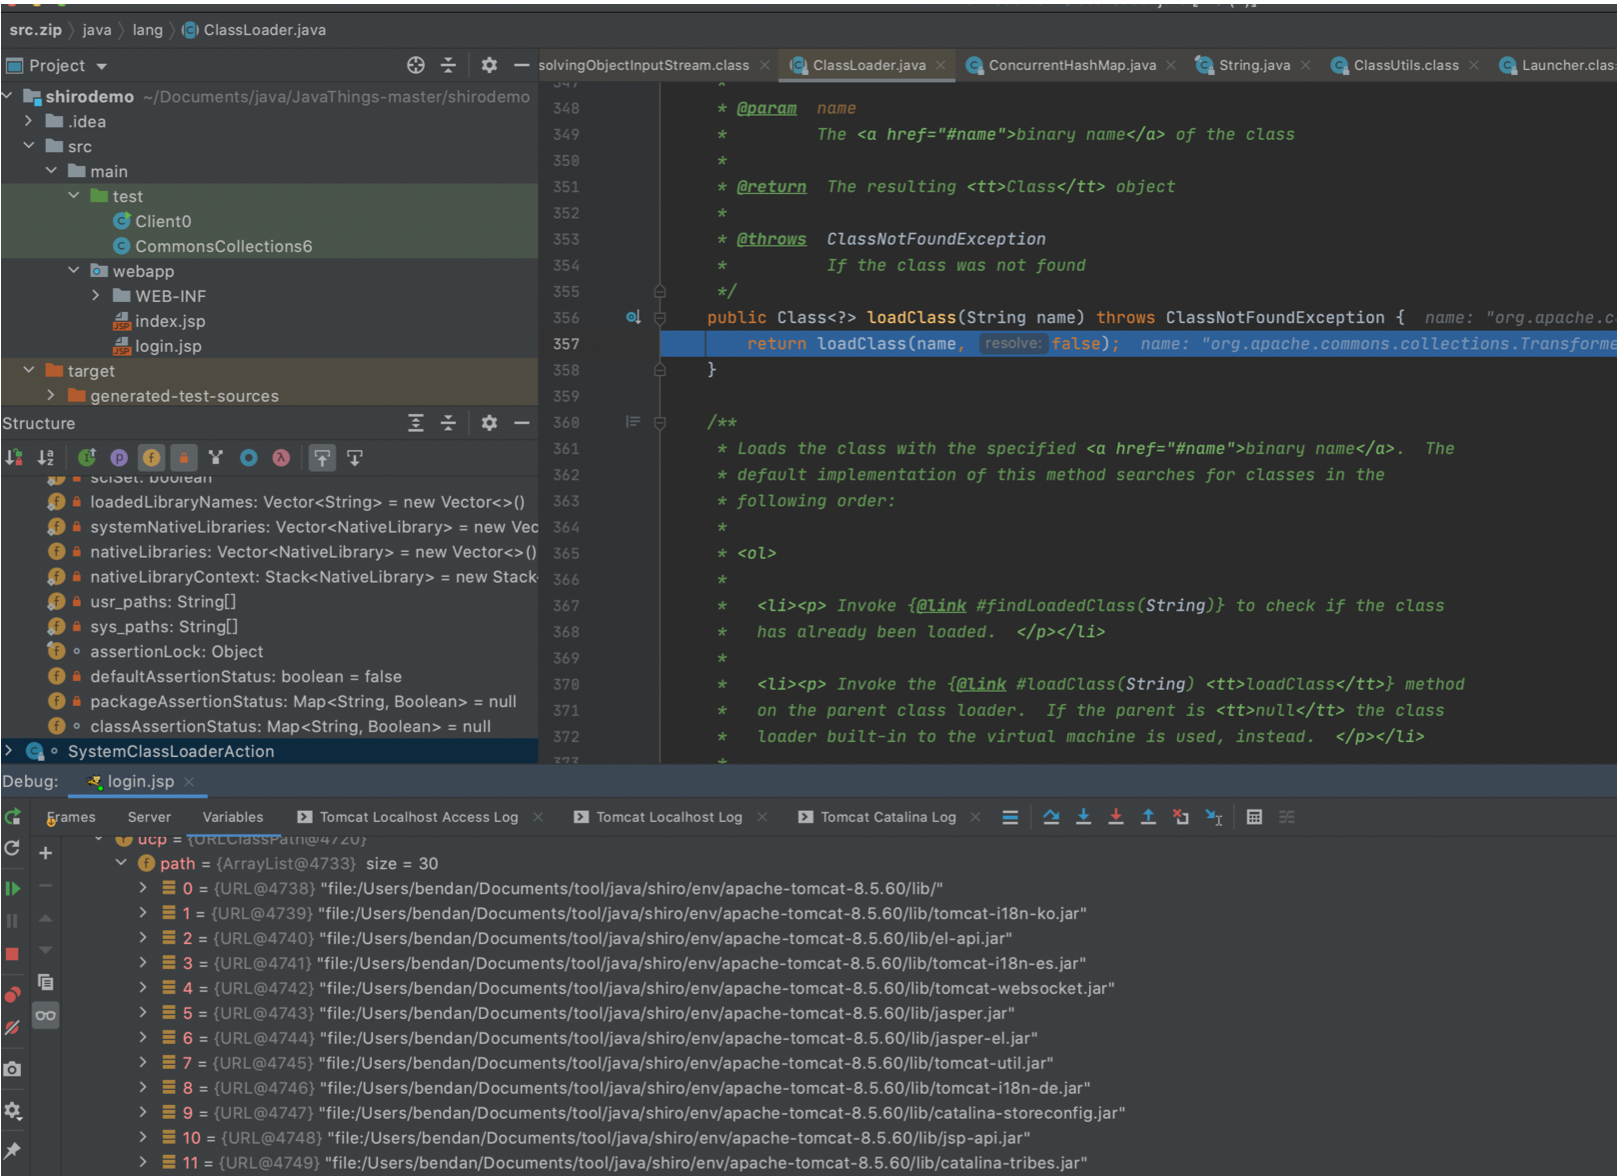 src.zip java lang ClassLoader.java
Project
solvingObjectInputStream.class ClassLoader.java ConcurrentHashMap.java String.java ClassUtils.class Launcher.clas
shirodemo ~/Documents/java/JavaThings-master/shirodemo
.idea
src
main
test
Client0
CommonsCollections6
webapp
WEB-INF
index.jsp
login.jsp
target
generated-test-sources
347 *
348 * @param name
349 * The <a href="#name">binary name</a> of the class
350 *
351 * @return The resulting <tt>Class</tt> object
352 *
353 * @throws ClassNotFoundException
354 * If the class was not found
355 */
356 public Class<?> loadClass(String name) throws ClassNotFoundException { name: "org.apache.c
357 return loadClass(name, resolve: false); name: "org.apache.commons.collections.Transforme
358 }
359
360 /**
361 * Loads the class with the specified <a href="#name">binary name</a>. The
362 * default implementation of this method searches for classes in the
363 * following order:
364 *
365 * <ol>
366 *
367 * <li><p> Invoke {@link #findLoadedClass(String)} to check if the class
368 * has already been loaded. </p></li>
369 *
370 * <li><p> Invoke the {@link #loadClass(String) <tt>loadClass</tt>} method
371 * on the parent class loader. If the parent is <tt>null</tt> the class
372 * loader built-in to the virtual machine is used, instead. </p></li>
373 *
Structure
sclSet: boolean
loadedLibraryNames: Vector<String> = new Vector<>()
systemNativeLibraries: Vector<NativeLibrary> = new Vec
nativeLibraries: Vector<NativeLibrary> = new Vector<>()
nativeLibraryContext: Stack<NativeLibrary> = new Stack
usr_paths: String[]
sys_paths: String[]
assertionLock: Object
defaultAssertionStatus: boolean = false
packageAssertionStatus: Map<String, Boolean> = null
classAssertionStatus: Map<String, Boolean> = null
SystemClassLoaderAction
Debug: login.jsp
Frames Server Variables Tomcat Localhost Access Log Tomcat Localhost Log Tomcat Catalina Log
ucp = {URLClassPath@4720}
path = {ArrayList@4733} size = 30
0 = {URL@4738} "file:/Users/bendan/Documents/tool/java/shiro/env/apache-tomcat-8.5.60/lib/"
1 = {URL@4739} "file:/Users/bendan/Documents/tool/java/shiro/env/apache-tomcat-8.5.60/lib/tomcat-i18n-ko.jar"
2 = {URL@4740} "file:/Users/bendan/Documents/tool/java/shiro/env/apache-tomcat-8.5.60/lib/el-api.jar"
3 = {URL@4741} "file:/Users/bendan/Documents/tool/java/shiro/env/apache-tomcat-8.5.60/lib/tomcat-i18n-es.jar"
4 = {URL@4742} "file:/Users/bendan/Documents/tool/java/shiro/env/apache-tomcat-8.5.60/lib/tomcat-websocket.jar"
5 = {URL@4743} "file:/Users/bendan/Documents/tool/java/shiro/env/apache-tomcat-8.5.60/lib/jasper.jar"
6 = {URL@4744} "file:/Users/bendan/Documents/tool/java/shiro/env/apache-tomcat-8.5.60/lib/jasper-el.jar"
7 = {URL@4745} "file:/Users/bendan/Documents/tool/java/shiro/env/apache-tomcat-8.5.60/lib/tomcat-util.jar"
8 = {URL@4746} "file:/Users/bendan/Documents/tool/java/shiro/env/apache-tomcat-8.5.60/lib/tomcat-i18n-de.jar"
9 = {URL@4747} "file:/Users/bendan/Documents/tool/java/shiro/env/apache-tomcat-8.5.60/lib/catalina-storeconfig.jar"
10 = {URL@4748} "file:/Users/bendan/Documents/tool/java/shiro/env/apache-tomcat-8.5.60/lib/jsp-api.jar"
11 = {URL@4749} "file:/Users/bendan/Documents/tool/java/shiro/env/apache-tomcat-8.5.60/lib/catalina-tribes.jar"